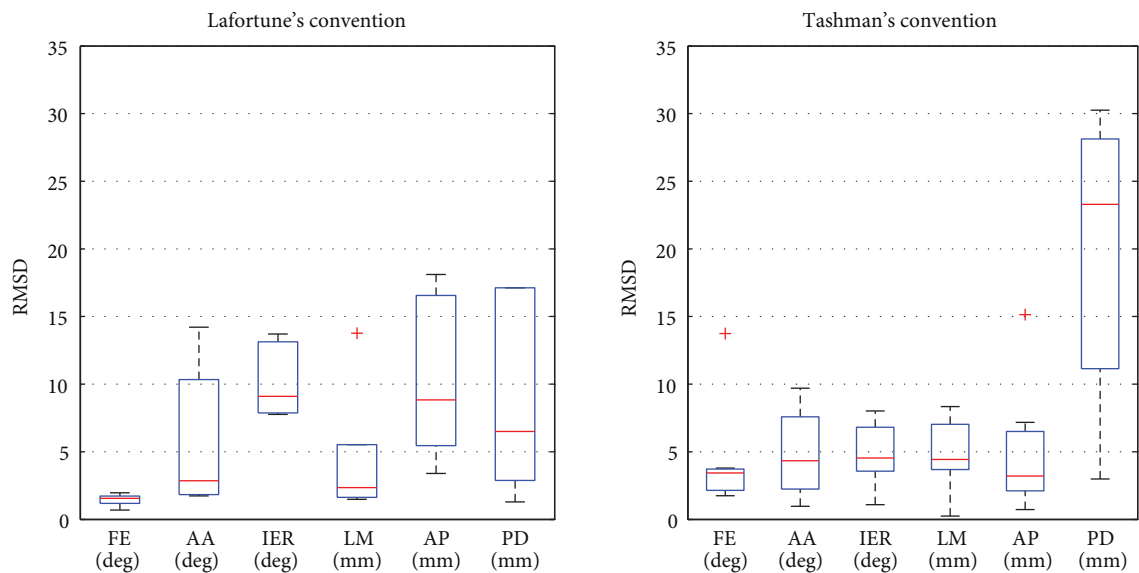 Lafortune's convention
35
30
25
20
15
10
5
0
RMSD
FE AA IER LM AP PD
(deg) (deg) (deg) (mm) (mm) (mm)
Tashman's convention
35
30
25
20
15
10
5
0
RMSD
FE AA IER LM AP PD
(deg) (deg) (deg) (mm) (mm) (mm)